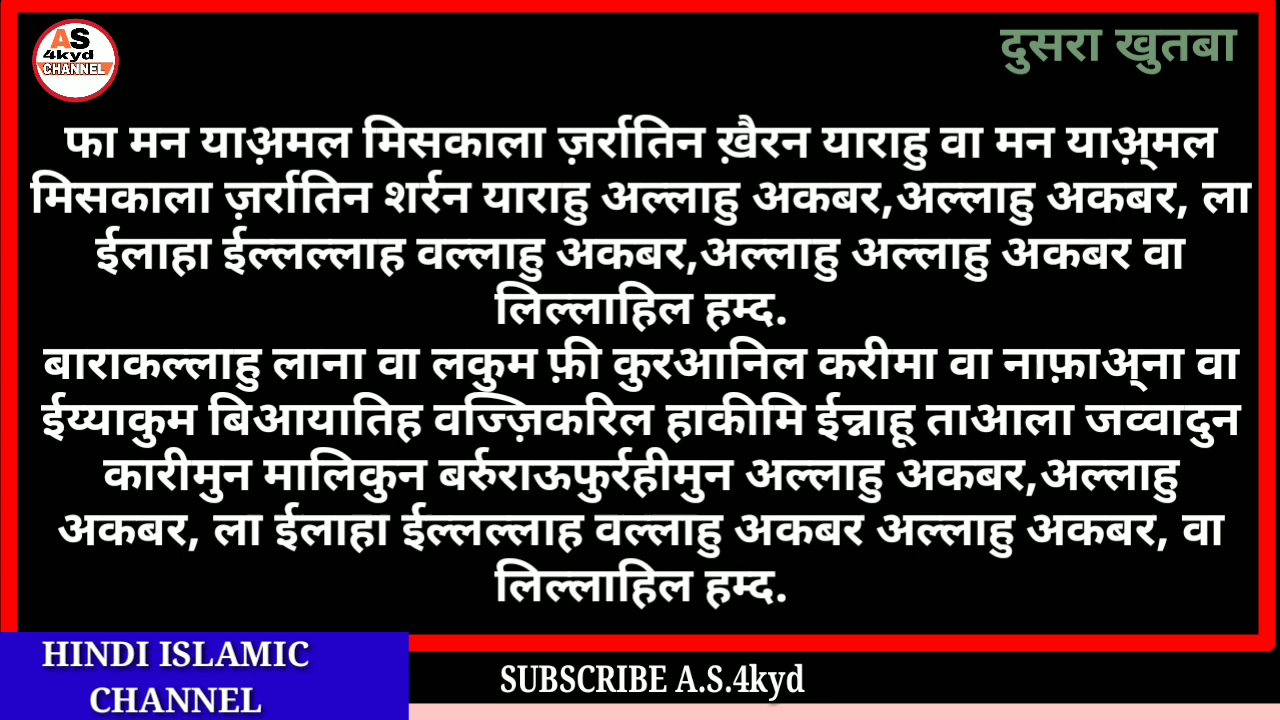 AS
4kyd
CHANNEL
दुसरा खुतबा
फा मन याअ़मल मिसकाला ज़र्रातिन ख़ैरन याराहु वा मन याअ़्मल
मिसकाला ज़र्रातिन शर्रन याराहु अल्लाहु अकबर,अल्लाहु अकबर, ला
ईलाहा ईल्लल्लाह वल्लाहु अकबर,अल्लाहु अल्लाहु अकबर वा
लिल्लाहिल हम्द.
बाराकल्लाहु लाना वा लकुम फ़ी कुरआनिल करीमा वा नाफ़ाअ्ना वा
ईय्याकुम बिआयातिह वज्ज़िकरिल हाकीमि ईन्नाहू ताआला जव्वादुन
कारीमुन मालिकुन बर्रुराऊफुर्रहीमुन अल्लाहु अकबर,अल्लाहु
अकबर, ला ईलाहा ईल्लल्लाह वल्लाहु अकबर अल्लाहु अकबर, वा
लिल्लाहिल हम्द.
HINDI ISLAMIC
CHANNEL
SUBSCRIBE A.S.4kyd